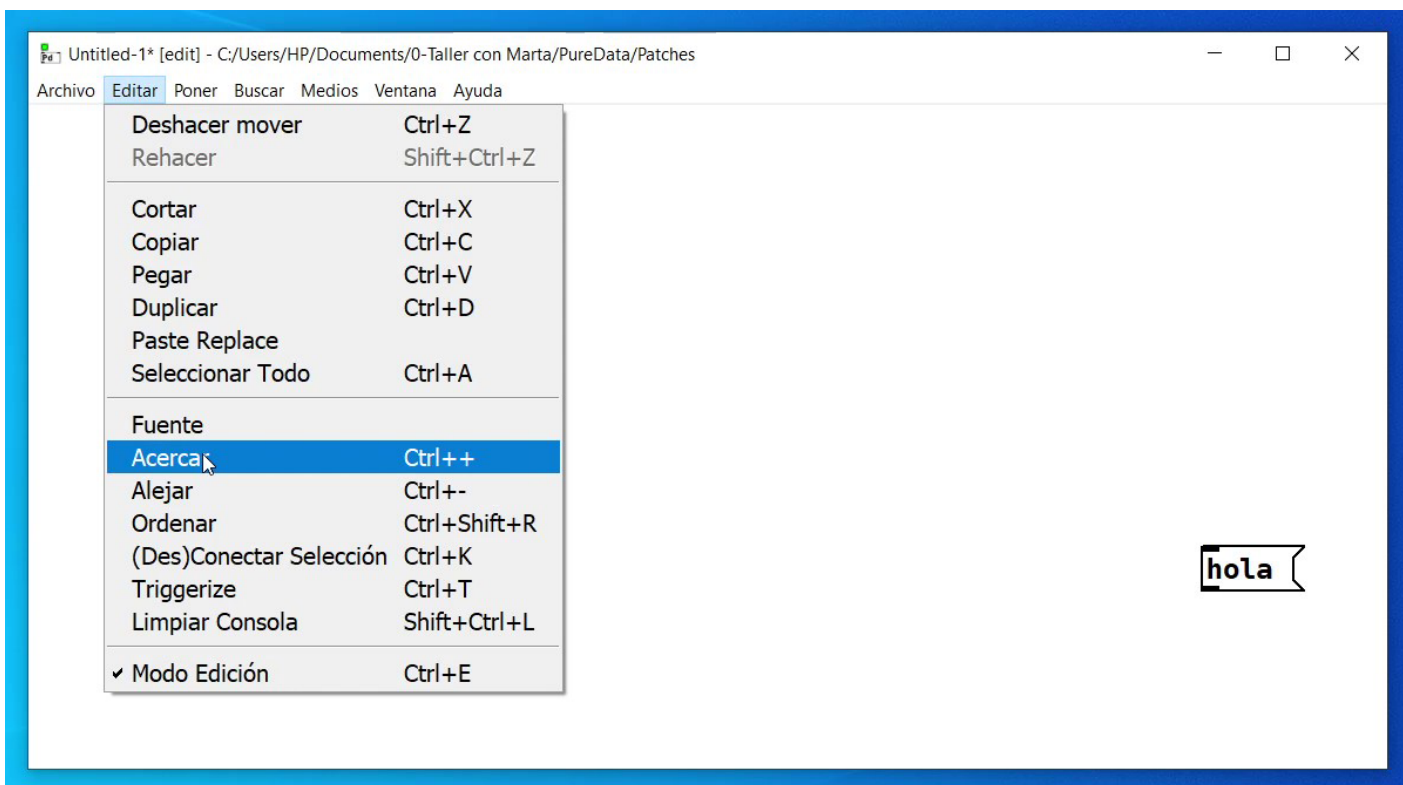 Untitled-1* [edit] - C:/Users/HP/Documents/0-Taller con Marta/PureData/Patches
Archivo Editar Poner Buscar Medios Ventana Ayuda
Deshacer mover Ctrl+Z
Rehacer Shift+Ctrl+Z
Cortar Ctrl+X
Copiar Ctrl+C
Pegar Ctrl+V
Duplicar Ctrl+D
Paste Replace
Seleccionar Todo Ctrl+A
Fuente
Acercar Ctrl++
Alejar Ctrl+-
Ordenar Ctrl+Shift+R
(Des)Conectar Selección Ctrl+K
Triggerize Ctrl+T
Limpiar Consola Shift+Ctrl+L
Modo Edición Ctrl+E
hola